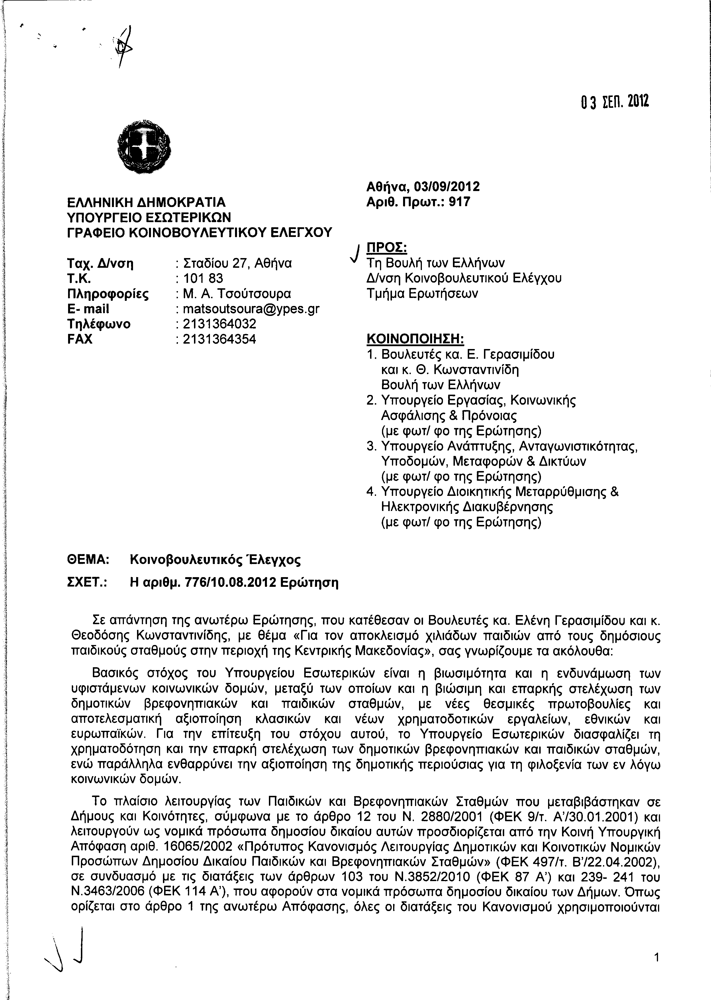 03 ΣΕΠ. 2012
ΕΛΛΗΝΙΚΗ ΔΗΜΟΚΡΑΤΙΑ
ΥΠΟΥΡΓΕΙΟ ΕΣΩΤΕΡΙΚΩΝ
ΓΡΑΦΕΙΟ ΚΟΙΝΟΒΟΥΛΕΥΤΙΚΟΥ ΕΛΕΓΧΟΥ
Ταχ. Δ/νση : Σταδίου 27, Αθήνα
Τ.Κ. : 101 83
Πληροφορίες : Μ. Α. Τσούτσουρα
E- mail : matsoutsoura@ypes.gr
Τηλέφωνο : 2131364032
FAX : 2131364354
Αθήνα, 03/09/2012
Αριθ. Πρωτ.: 917
ΠΡΟΣ:
Τη Βουλή των Ελλήνων
Δ/νση Κοινοβουλευτικού Ελέγχου
Τμήμα Ερωτήσεων
ΚΟΙΝΟΠΟΙΗΣΗ:
1. Βουλευτές κα. Ε. Γερασιμίδου
και κ. Θ. Κωνσταντινίδη
Βουλή των Ελλήνων
2. Υπουργείο Εργασίας, Κοινωνικής
Ασφάλισης & Πρόνοιας
(με φωτ/ φο της Ερώτησης)
3. Υπουργείο Ανάπτυξης, Ανταγωνιστικότητας,
Υποδομών, Μεταφορών & Δικτύων
(με φωτ/ φο της Ερώτησης)
4. Υπουργείο Διοικητικής Μεταρρύθμισης &
Ηλεκτρονικής Διακυβέρνησης
(με φωτ/ φο της Ερώτησης)
ΘΕΜΑ: Κοινοβουλευτικός Έλεγχος
ΣΧΕΤ.: Η αριθμ. 776/10.08.2012 Ερώτηση
Σε απάντηση της ανωτέρω Ερώτησης, που κατέθεσαν οι Βουλευτές κα. Ελένη Γερασιμίδου και κ.
Θεοδόσης Κωνσταντινίδης, με θέμα «Για τον αποκλεισμό χιλιάδων παιδιών από τους δημόσιους
παιδικούς σταθμούς στην περιοχή της Κεντρικής Μακεδονίας», σας γνωρίζουμε τα ακόλουθα:
Βασικός στόχος του Υπουργείου Εσωτερικών είναι η βιωσιμότητα και η ενδυνάμωση των
υφιστάμενων κοινωνικών δομών, μεταξύ των οποίων και η βιώσιμη και επαρκής στελέχωση των
δημοτικών βρεφονηπιακών και παιδικών σταθμών, με νέες θεσμικές πρωτοβουλίες και
αποτελεσματική αξιοποίηση κλασικών και νέων χρηματοδοτικών εργαλείων, εθνικών και
ευρωπαϊκών. Για την επίτευξη του στόχου αυτού, το Υπουργείο Εσωτερικών διασφαλίζει τη
χρηματοδότηση και την επαρκή στελέχωση των δημοτικών βρεφονηπιακών και παιδικών σταθμών,
ενώ παράλληλα ενθαρρύνει την αξιοποίηση της δημοτικής περιούσιας για τη φιλοξενία των εν λόγω
κοινωνικών δομών.
Το πλαίσιο λειτουργίας των Παιδικών και Βρεφονηπιακών Σταθμών που μεταβιβάστηκαν σε
Δήμους και Κοινότητες, σύμφωνα με το άρθρο 12 του Ν. 2880/2001 (ΦΕΚ 9/τ. Α'/30.01.2001) και
λειτουργούν ως νομικά πρόσωπα δημοσίου δικαίου αυτών προσδιορίζεται από την Κοινή Υπουργική
Απόφαση αριθ. 16065/2002 «Πρότυπος Κανονισμός Λειτουργίας Δημοτικών και Κοινοτικών Νομικών
Προσώπων Δημοσίου Δικαίου Παιδικών και Βρεφονηπιακών Σταθμών» (ΦΕΚ 497/τ. Β'/22.04.2002),
σε συνδυασμό με τις διατάξεις των άρθρων 103 του Ν.3852/2010 (ΦΕΚ 87 Α') και 239- 241 του
Ν.3463/2006 (ΦΕΚ 114 Α'), που αφορούν στα νομικά πρόσωπα δημοσίου δικαίου των Δήμων. Όπως
ορίζεται στο άρθρο 1 της ανωτέρω Απόφασης, όλες οι διατάξεις του Κανονισμού χρησιμοποιούνται
1